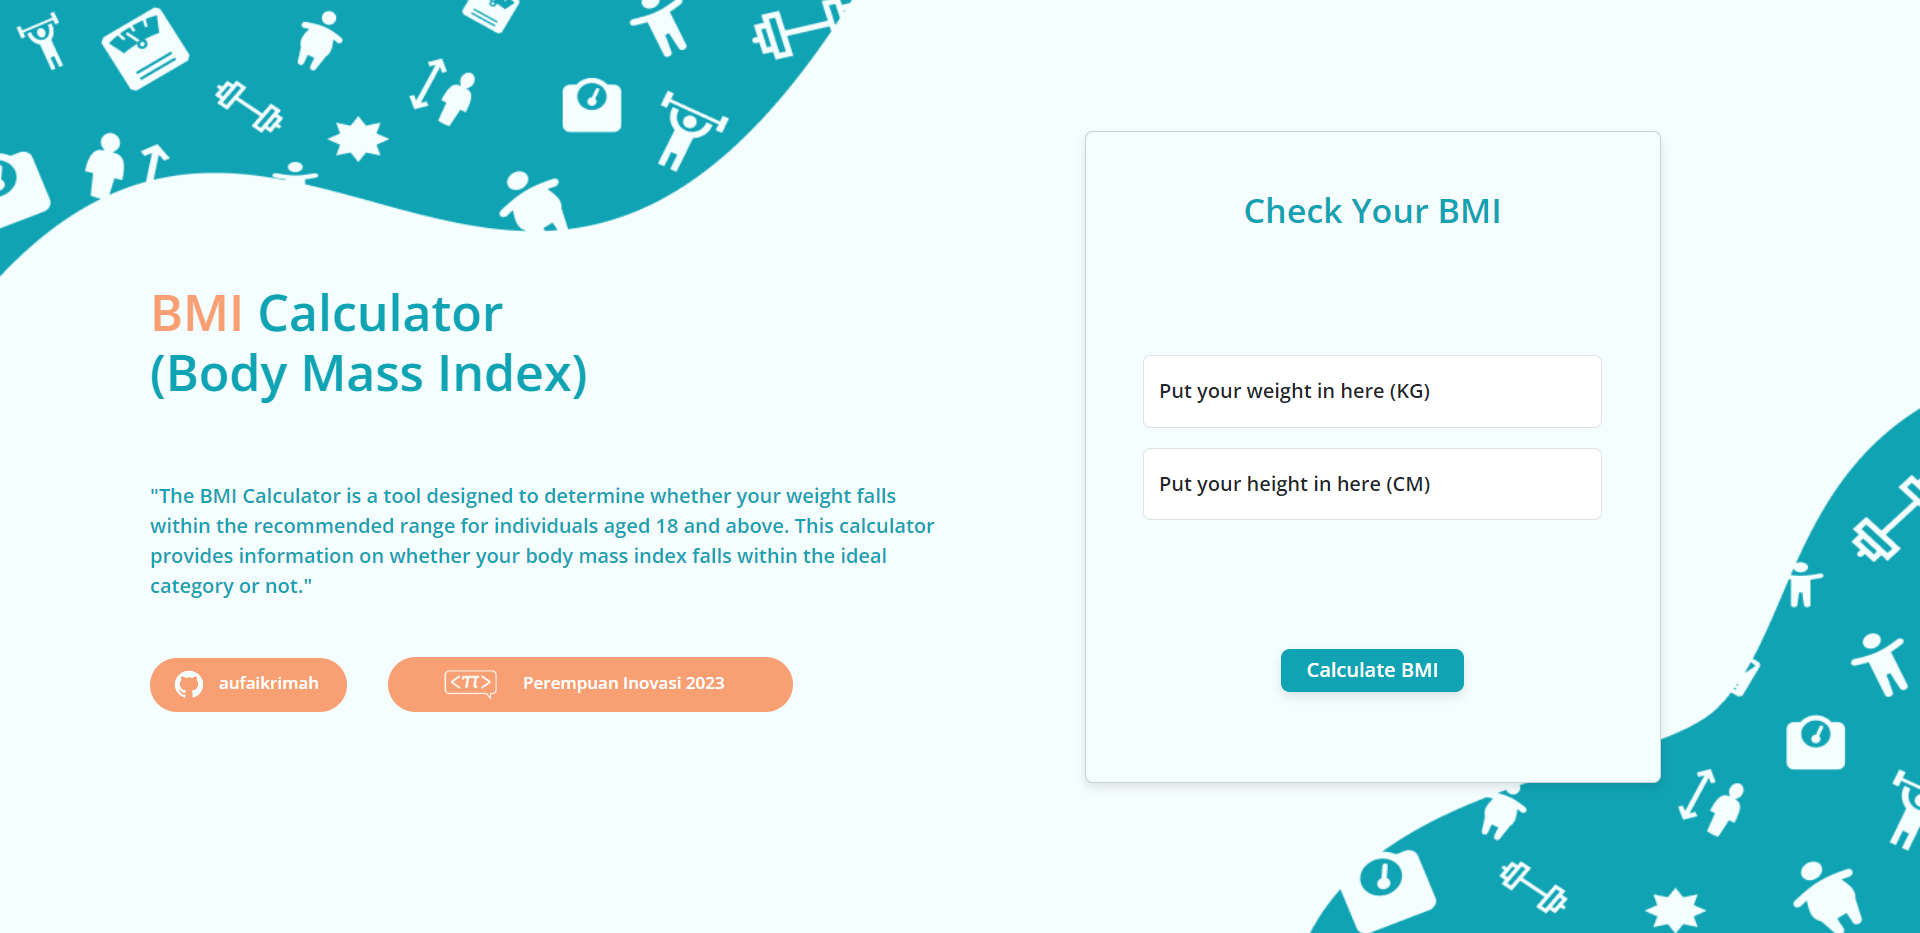 BMI Calculator
(Body Mass Index)
"The BMI Calculator is a tool designed to determine whether your weight falls
within the recommended range for individuals aged 18 and above. This calculator
provides information on whether your body mass index falls within the ideal
category or not."
aufaikrimah
Perempuan Inovasi 2023
Check Your BMI
Put your weight in here (KG)
Put your height in here (CM)
Calculate BMI